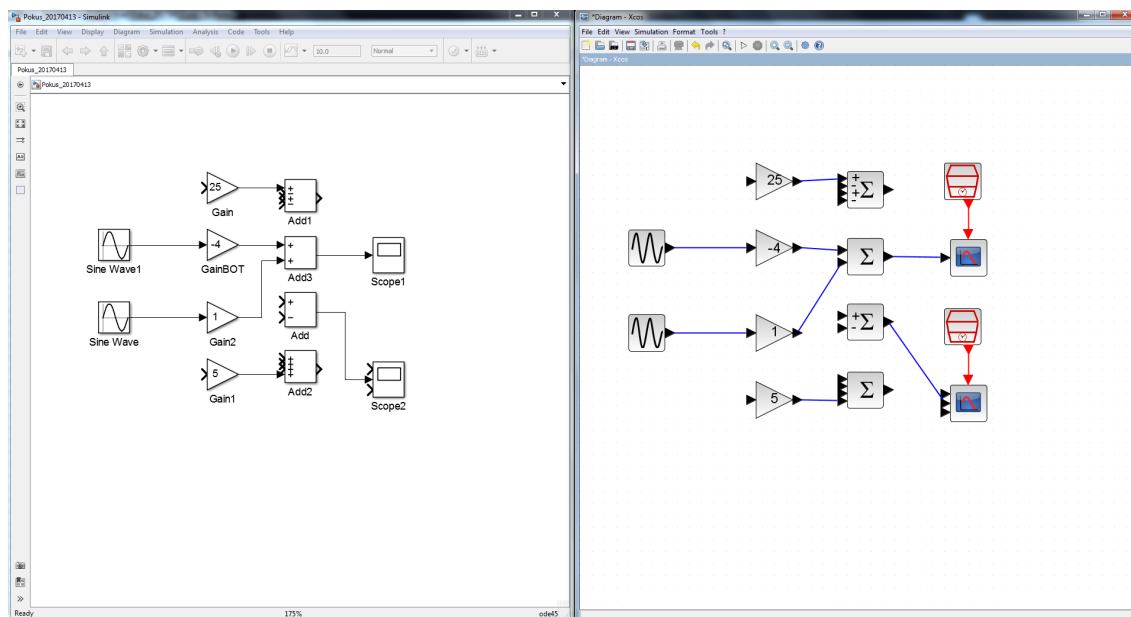 Pokus_20170413 - Simulink
File Edit View Display Diagram Simulation Analysis Code Tools Help
10.0 Normal
Pokus_20170413
Pokus_20170413
25
Gain
+
-
+
-
Add1
Sine Wave1
-4
GainBOT
+
+
Add3
Scope1
Sine Wave
1
Gain2
+
-
Add
5
Gain1
+
+
+
+
Add2
Scope2
Ready 175% ode45
*Diagram - Xcos
File Edit View Simulation Format Tools ?
*Diagram - Xcos
25
+
-
+
-
Σ
-4
Σ
1
+
-
Σ
5
Σ